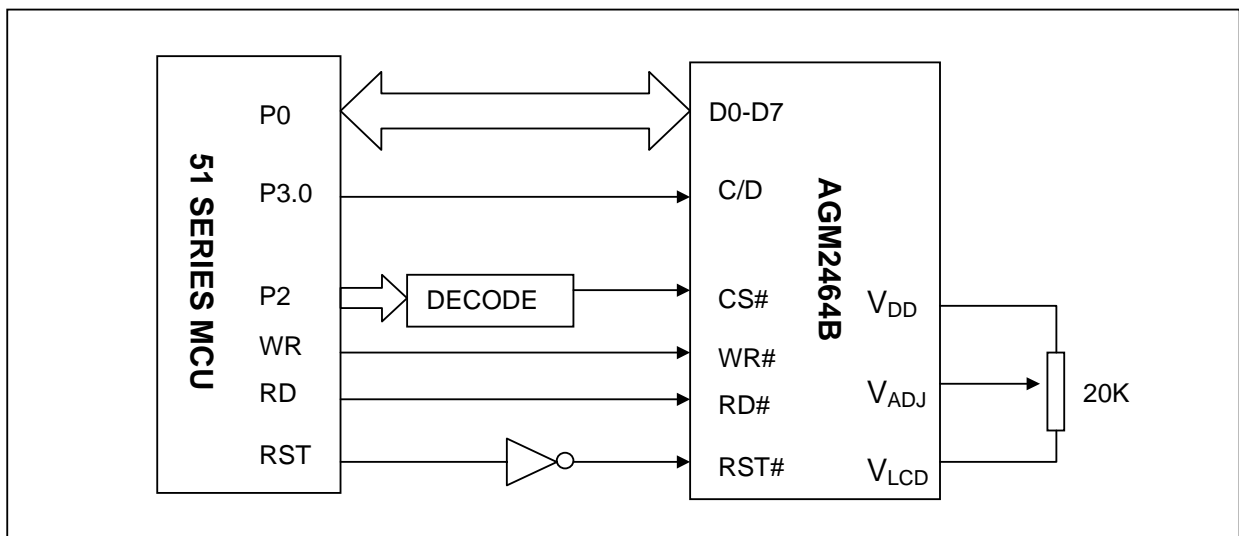 51 SERIES MCU
P0
P3.0
P2
WR
RD
RST
DECODE
D0-D7
C/D
CS#
WR#
RD#
RST#
AGM2464B
VDD
VADJ
VLCD
20K